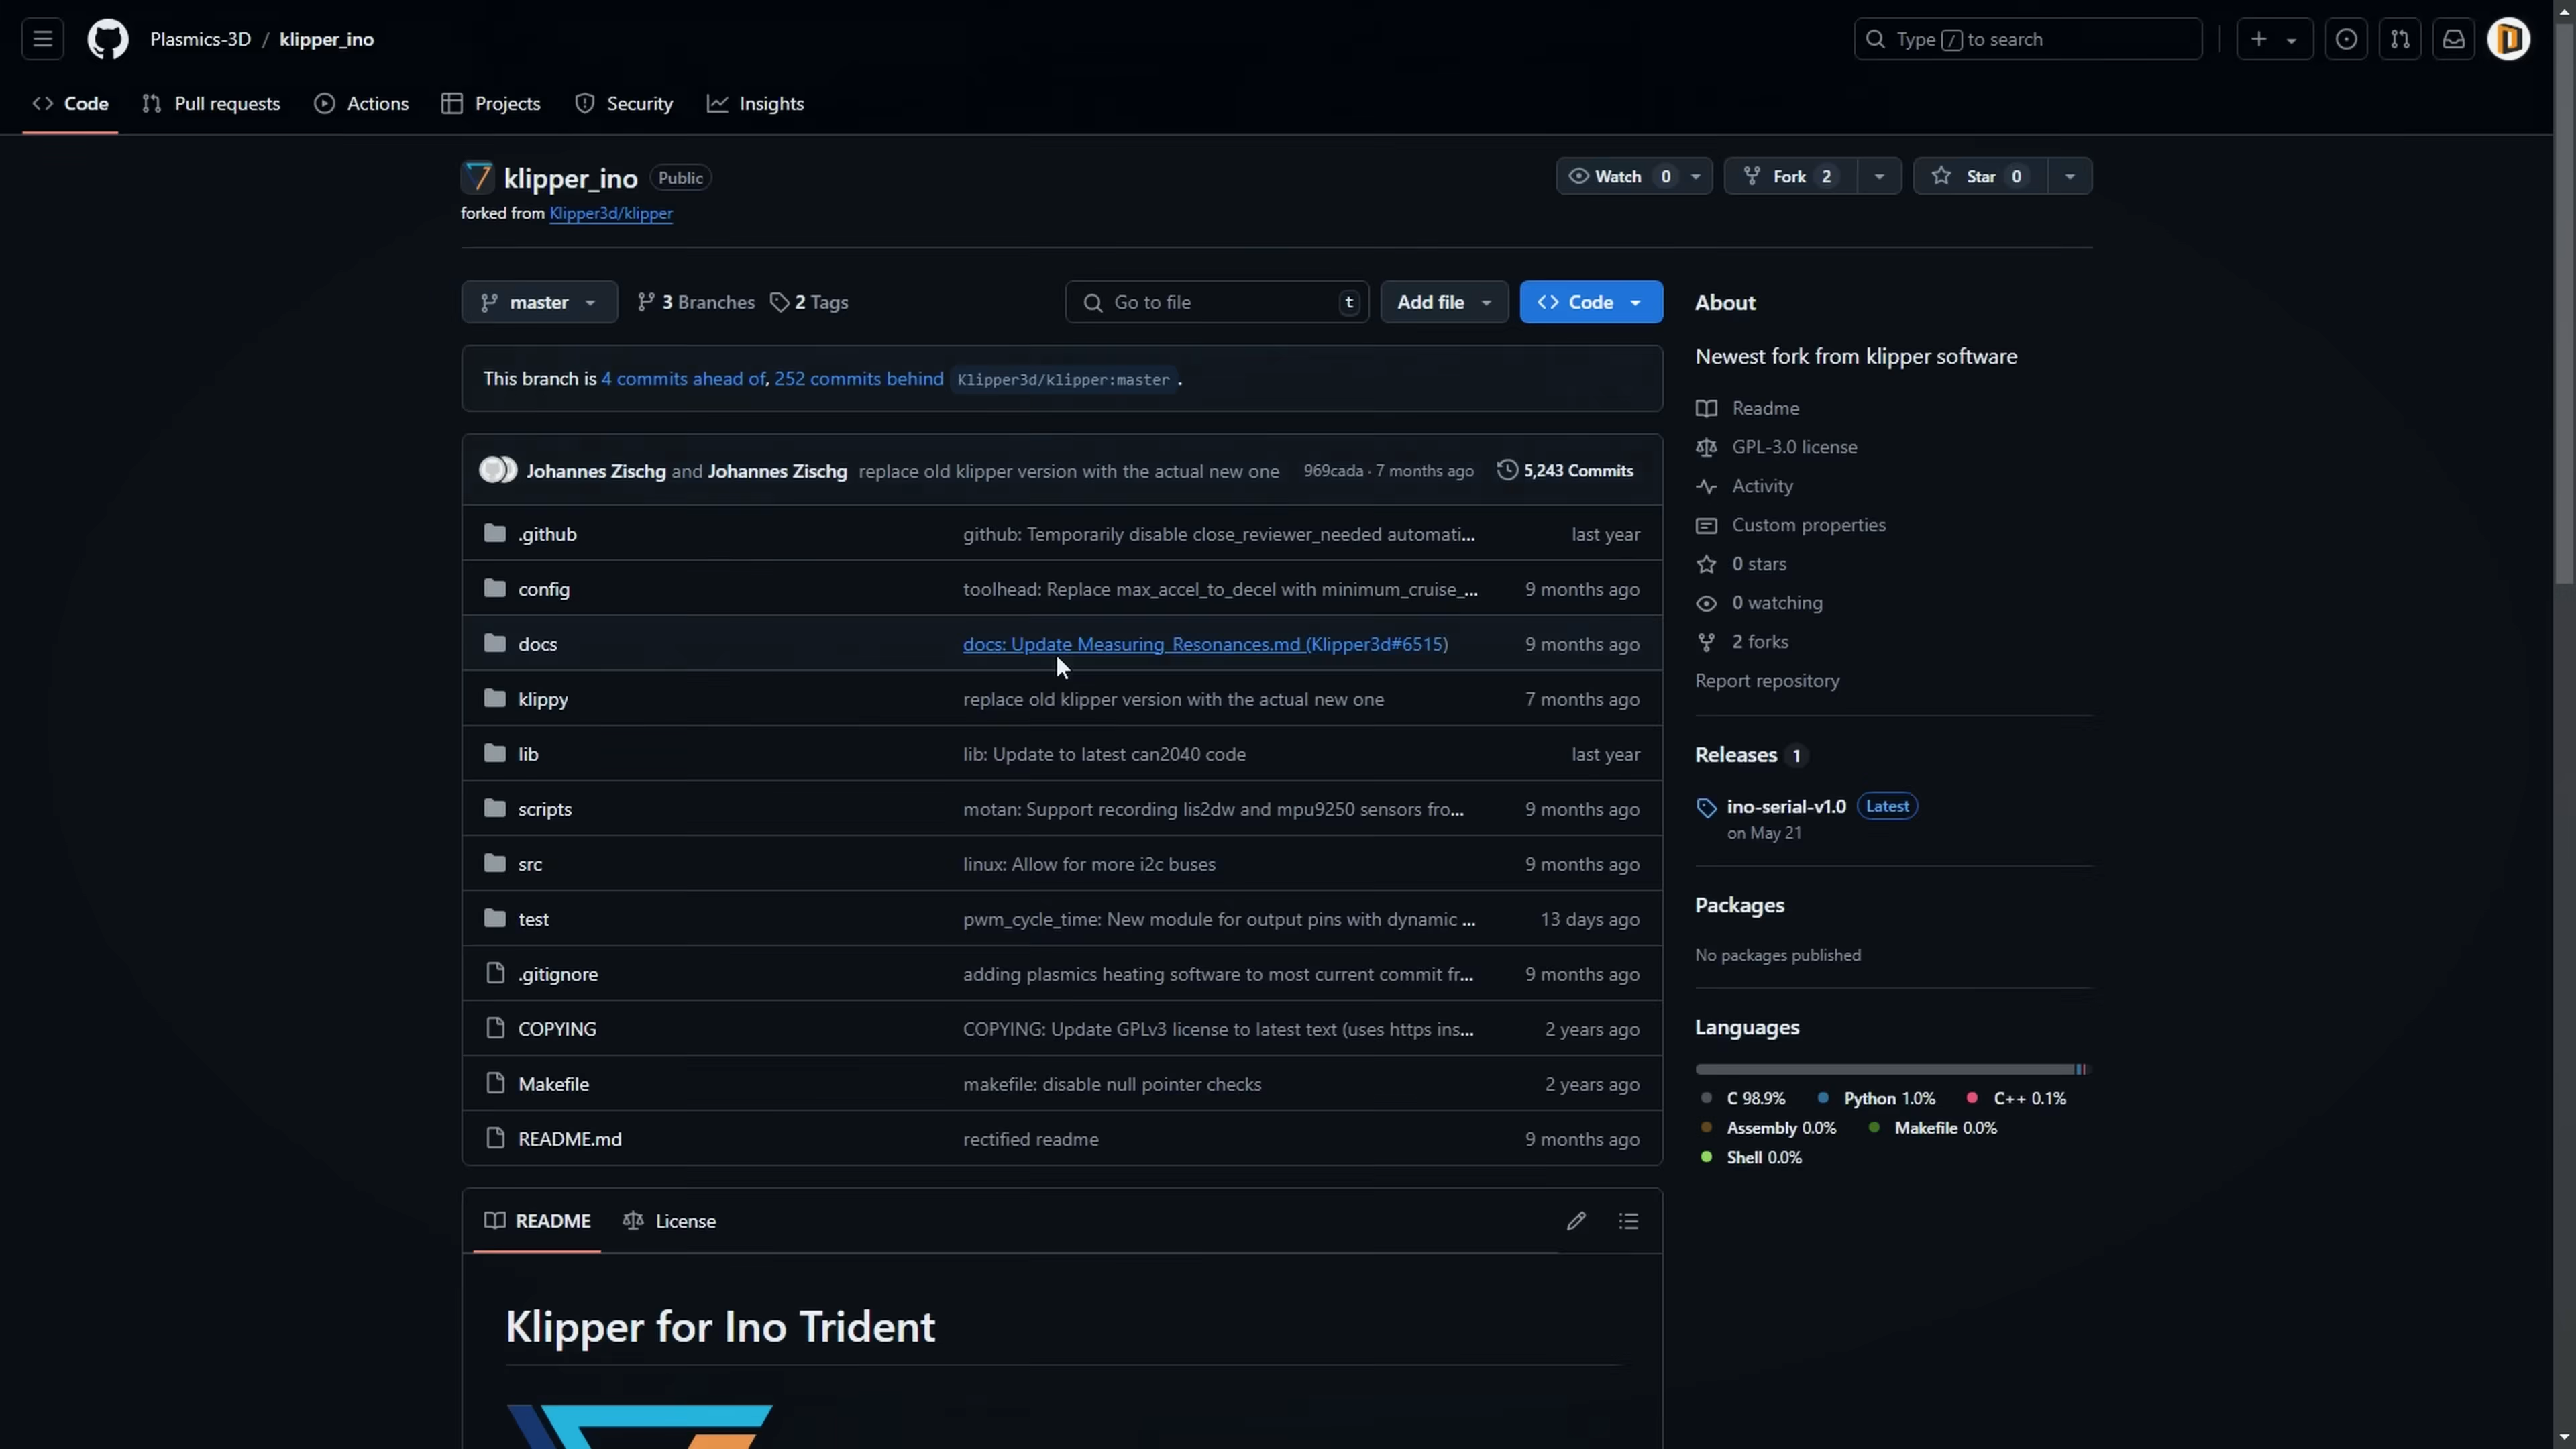 Plasmics-3D / klipper_ino
Type / to search
Code Pull requests Actions Projects Security Insights
klipper_ino Public
Watch 0 Fork 2 Star 0
forked from Klipper3d/klipper
master 3 Branches 2 Tags Go to file t Add file Code
This branch is 4 commits ahead of, 252 commits behind Klipper3d/klipper:master .
Johannes Zischg and Johannes Zischg replace old klipper version with the actual new one 969cada · 7 months ago 5,243 Commits
.github github: Temporarily disable close_reviewer_needed automati... last year
config toolhead: Replace max_accel_to_decel with minimum_cruise_... 9 months ago
docs docs: Update Measuring_Resonances.md (Klipper3d#6515) 9 months ago
klippy replace old klipper version with the actual new one 7 months ago
lib lib: Update to latest can2040 code last year
scripts motan: Support recording lis2dw and mpu9250 sensors fro... 9 months ago
src linux: Allow for more i2c buses 9 months ago
test pwm_cycle_time: New module for output pins with dynamic ... 13 days ago
.gitignore adding plasmics heating software to most current commit fr... 9 months ago
COPYING COPYING: Update GPLv3 license to latest text (uses https ins... 2 years ago
Makefile makefile: disable null pointer checks 2 years ago
README.md rectified readme 9 months ago
README License
Klipper for Ino Trident
About
Newest fork from klipper software
Readme
GPL-3.0 license
Activity
Custom properties
0 stars
0 watching
2 forks
Report repository
Releases 1
ino-serial-v1.0 Latest
on May 21
Packages
No packages published
Languages
C 98.9% Python 1.0% C++ 0.1%
Assembly 0.0% Makefile 0.0%
Shell 0.0%